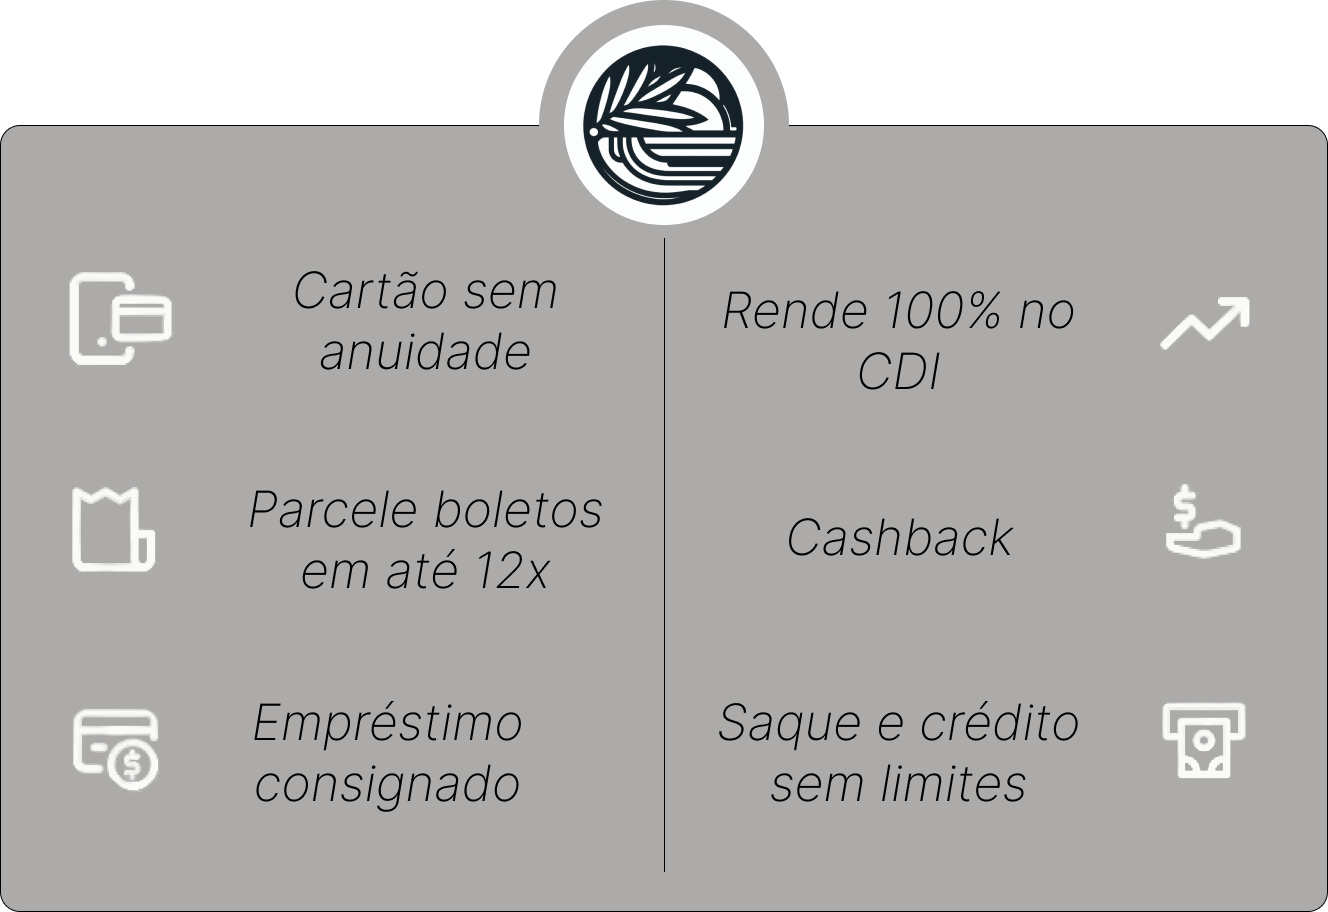 Cartão sem
anuidade
Parcele boletos
em até 12x
Empréstimo
consignado
Rende 100% no
CDI
Cashback
Saque e crédito
sem limites